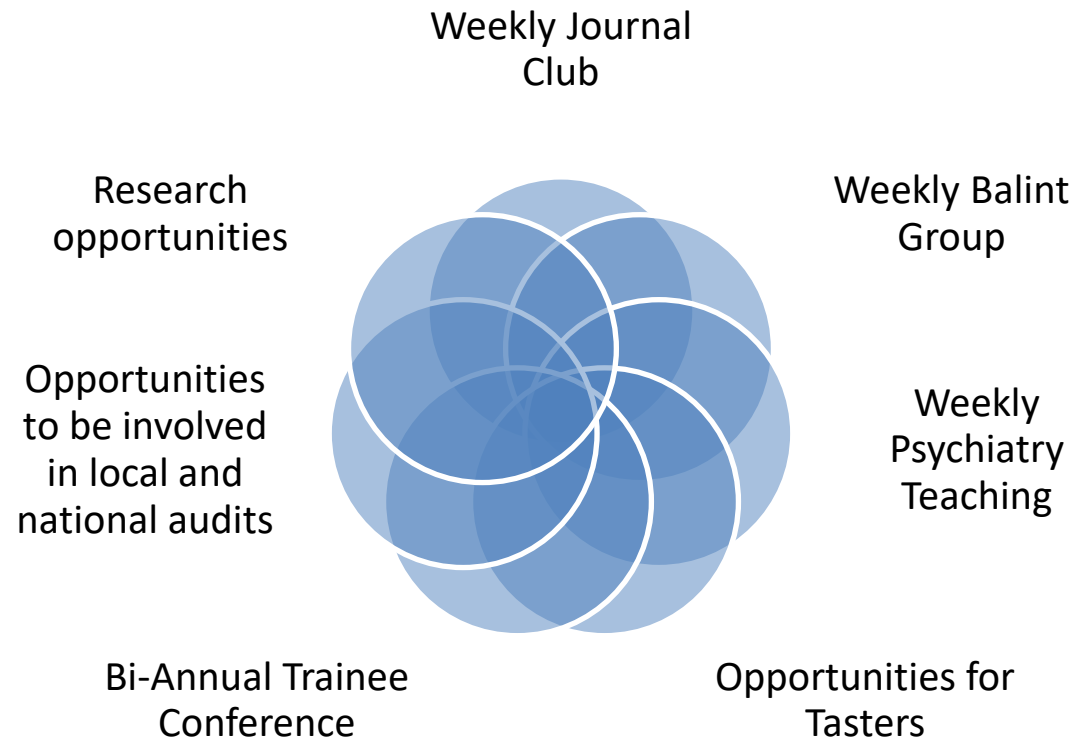 Weekly Journal
Club
Research
opportunities
Weekly Balint
Group
Opportunities
to be involved
in local and
national audits
Weekly
Psychiatry
Teaching
Bi-Annual Trainee
Conference
Opportunities for
Tasters